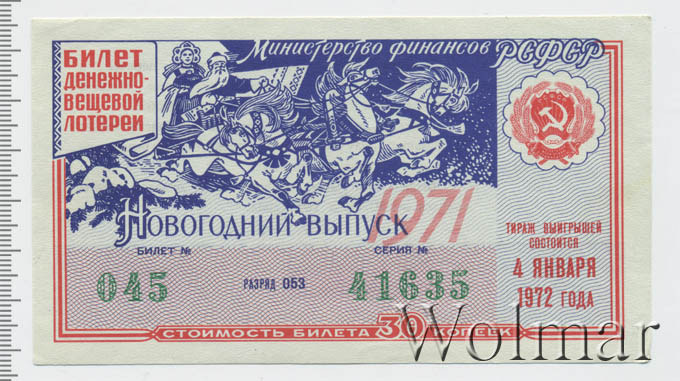 БИЛЕТ
ДЕНЕЖНО-
ВЕЩЕВОЙ
ЛОТЕРЕИ
Министерство финансов РСФСР
Новогодний выпуск 1971
БИЛЕТ №
СЕРИЯ №
045
РАЗРЯД 053
41635
ТИРАЖ ВЫИГРЫШЕЙ
СОСТОИТСЯ
4 ЯНВАРЯ
1972 ГОДА
СТОИМОСТЬ БИЛЕТА 30 КОПЕЕК
Wolmar